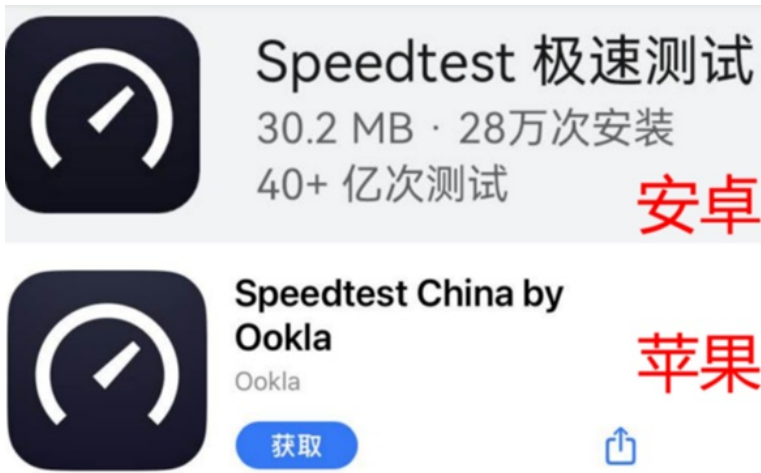 Speedtest 极速测试
30.2 MB · 28万次安装
40+ 亿次测试
安卓
Speedtest China by
Ookla
Ookla
苹果
获取